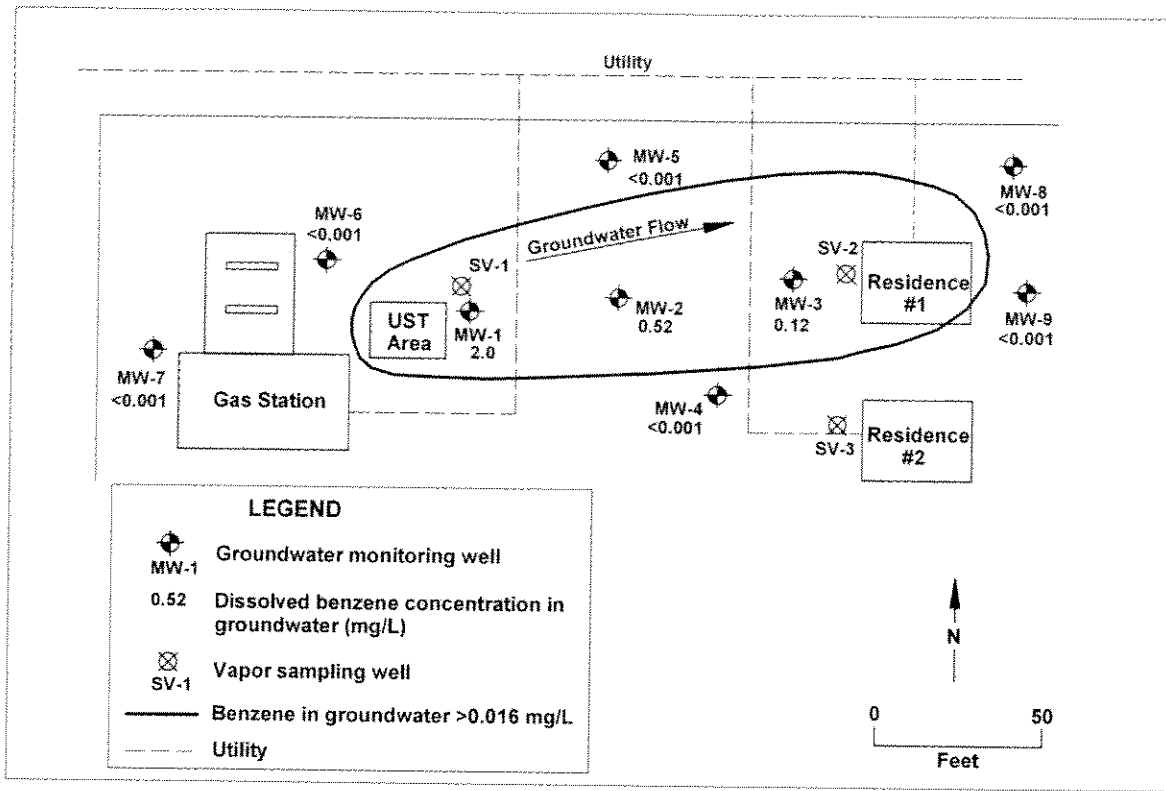 Utility
MW-5
<0.001
MW-8
<0.001
MW-6
<0.001
Groundwater Flow
SV-1
SV-2
UST
Area
MW-1
2.0
MW-2
0.52
MW-3
0.12
Residence
#1
MW-9
<0.001
MW-7
<0.001
Gas Station
MW-4
<0.001
SV-3
Residence
#2
LEGEND
MW-1
Groundwater monitoring well
0.52 Dissolved benzene concentration in
groundwater (mg/L)
SV-1
Vapor sampling well
Benzene in groundwater >0.016 mg/L
Utility
N
0 50
Feet